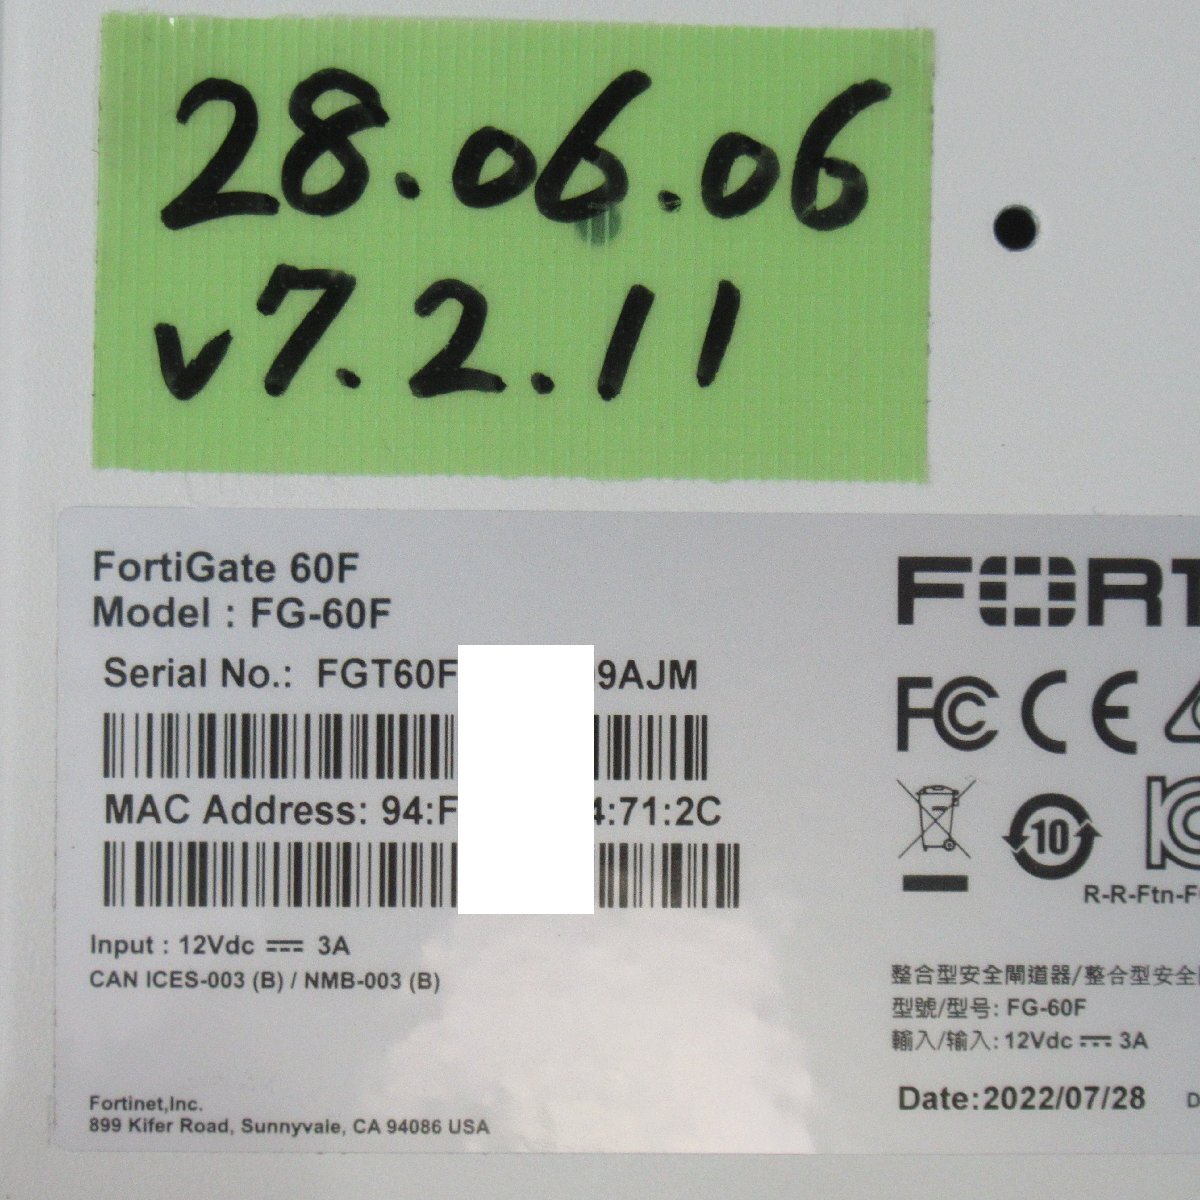 28.06.06
v7.2.11
FortiGate 60F
Model : FG-60F
Serial No.: FGT60F 9AJM
MAC Address: 94:F 4:71:2C
Input : 12Vdc ⎓ 3A
CAN ICES-003 (B) / NMB-003 (B)
Fortinet,Inc.
899 Kifer Road, Sunnyvale, CA 94086 USA
FORT
FC CE
10
R-R-Ftn-F
整合型安全閘道器/整合型安全
型號/型号: FG-60F
輸入/输入: 12Vdc ⎓ 3A
Date:2022/07/28 D